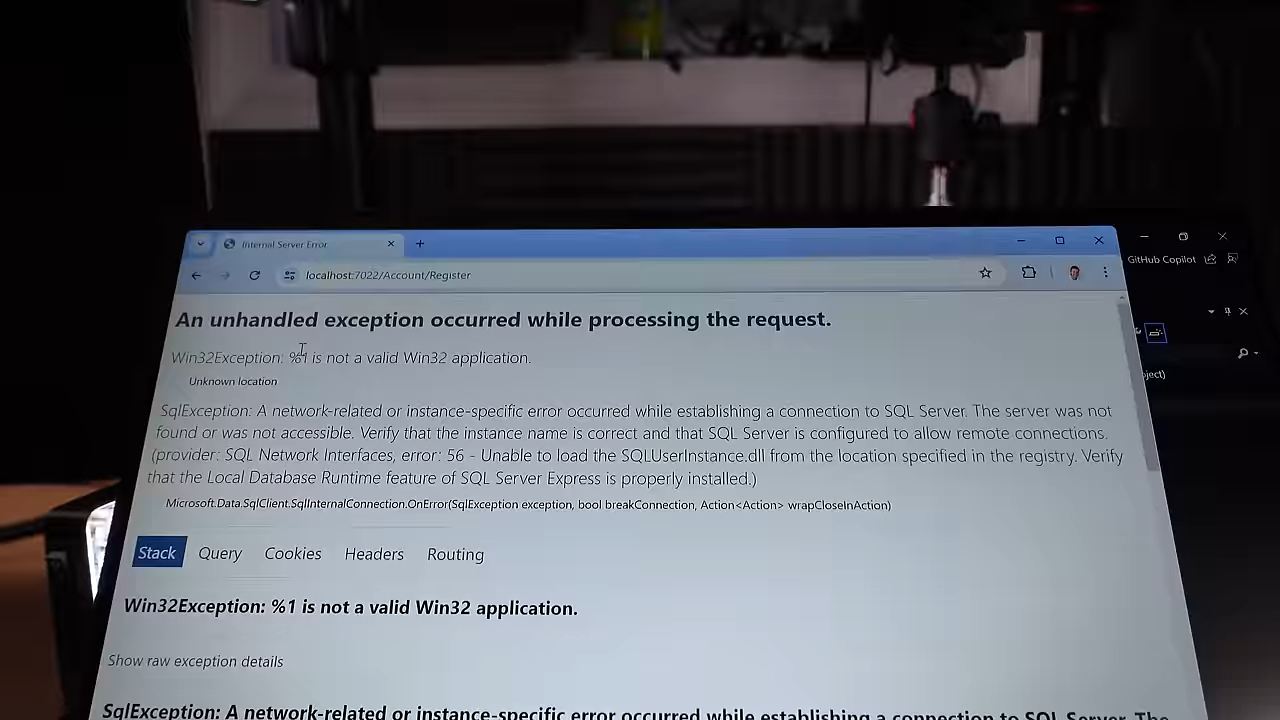 Internal Server Error
localhost:7022/Account/Register
GitHub Copilot
An unhandled exception occurred while processing the request.
Win32Exception: %1 is not a valid Win32 application.
Unknown location
SqlException: A network-related or instance-specific error occurred while establishing a connection to SQL Server. The server was not
found or was not accessible. Verify that the instance name is correct and that SQL Server is configured to allow remote connections.
(provider: SQL Network Interfaces, error: 56 - Unable to load the SQLUserInstance.dll from the location specified in the registry. Verify
that the Local Database Runtime feature of SQL Server Express is properly installed.)
Microsoft.Data.SqlClient.SqlInternalConnection.OnError(SqlException exception, bool breakConnection, Action<Action> wrapCloseInAction)
Stack Query Cookies Headers Routing
Win32Exception: %1 is not a valid Win32 application.
Show raw exception details
SqlException: A network-related or instance-specific error occurred while establishing a connection to SQL Server. The